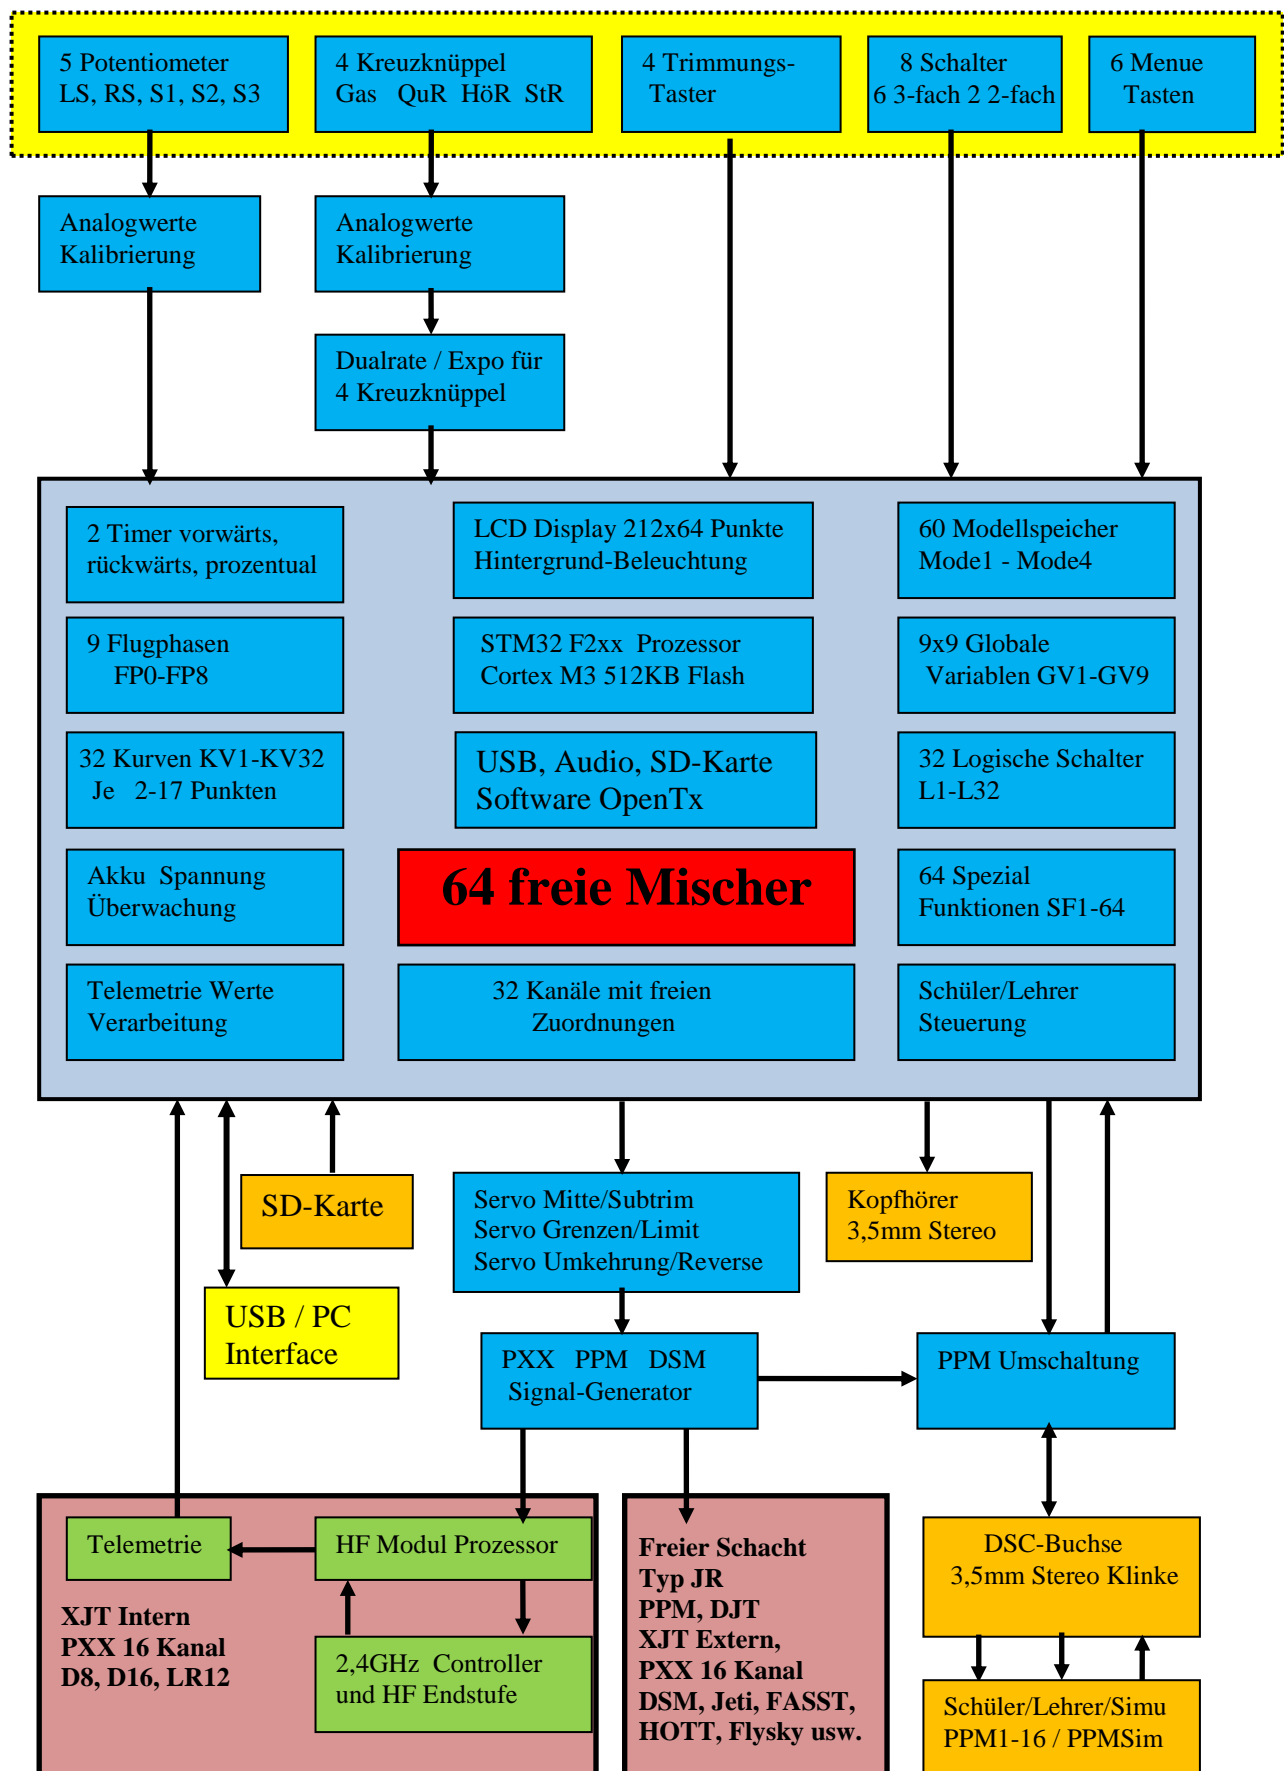 5 Potentiometer
LS, RS, S1, S2, S3
4 Kreuzknüppel
Gas QuR HöR StR
4 Trimmungs-
Taster
8 Schalter
6 3-fach 2 2-fach
6 Menue
Tasten
Analogwerte
Kalibrierung
Analogwerte
Kalibrierung
Dualrate / Expo für
4 Kreuzknüppel
2 Timer vorwärts,
rückwärts, prozentual
LCD Display 212x64 Punkte
Hintergrund-Beleuchtung
60 Modellspeicher
Mode1 - Mode4
9 Flugphasen
FP0-FP8
STM32 F2xx Prozessor
Cortex M3 512KB Flash
9x9 Globale
Variablen GV1-GV9
32 Kurven KV1-KV32
Je 2-17 Punkten
USB, Audio, SD-Karte
Software OpenTx
32 Logische Schalter
L1-L32
Akku Spannung
Überwachung
64 freie Mischer
64 Spezial
Funktionen SF1-64
Telemetrie Werte
Verarbeitung
32 Kanäle mit freien
Zuordnungen
Schüler/Lehrer
Steuerung
SD-Karte
Servo Mitte/Subtrim
Servo Grenzen/Limit
Servo Umkehrung/Reverse
Kopfhörer
3,5mm Stereo
USB / PC
Interface
PXX PPM DSM
Signal-Generator
PPM Umschaltung
Telemetrie
HF Modul Prozessor
XJT Intern
PXX 16 Kanal
D8, D16, LR12
2,4GHz Controller
und HF Endstufe
Freier Schacht
Typ JR
PPM, DJT
XJT Extern,
PXX 16 Kanal
DSM, Jeti, FASST,
HOTT, Flysky usw.
DSC-Buchse
3,5mm Stereo Klinke
Schüler/Lehrer/Simu
PPM1-16 / PPMSim